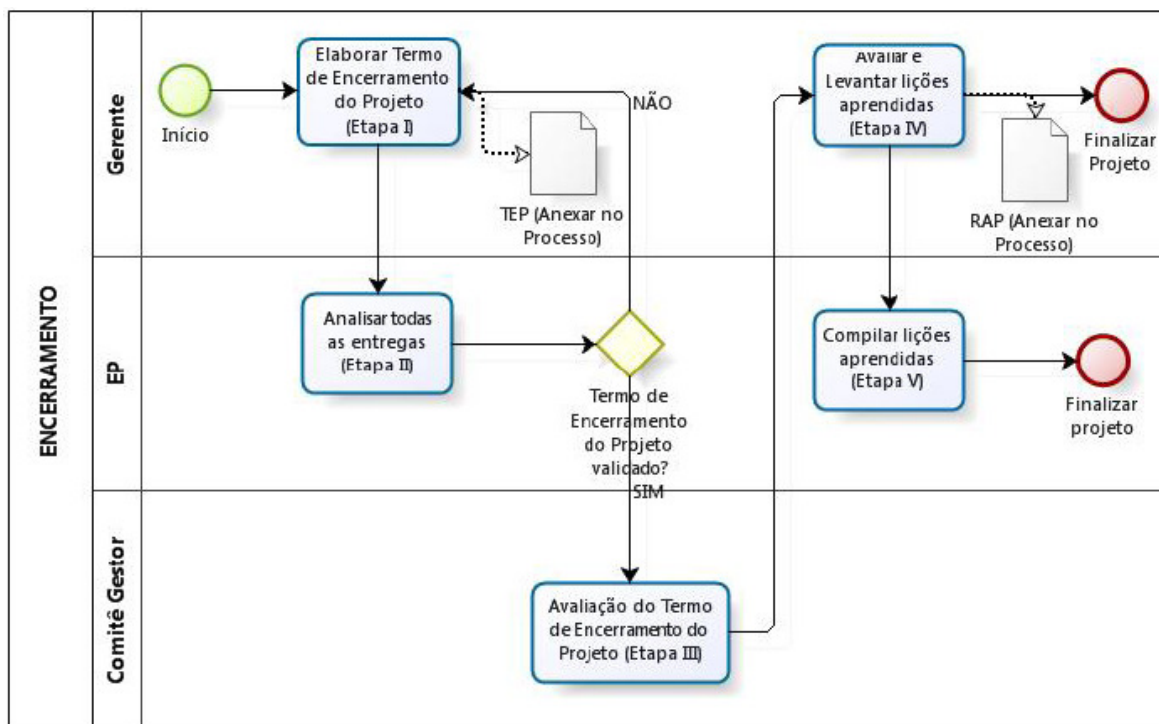 ENCERRAMENTO
Gerente
Início
Elaborar Termo
de Encerramento
do Projeto
(Etapa I)
NÃO
TEP (Anexar no
Processo)
Avaliar e
Levantar lições
aprendidas
(Etapa IV)
RAP (Anexar no
Processo)
Finalizar
Projeto
EP
Analisar todas
as entregas
(Etapa II)
Termo de
Encerramento
do Projeto
validado?
SIM
Compilar lições
aprendidas
(Etapa V)
Finalizar
projeto
Comitê Gestor
Avaliação do Termo
de Encerramento do
Projeto (Etapa III)